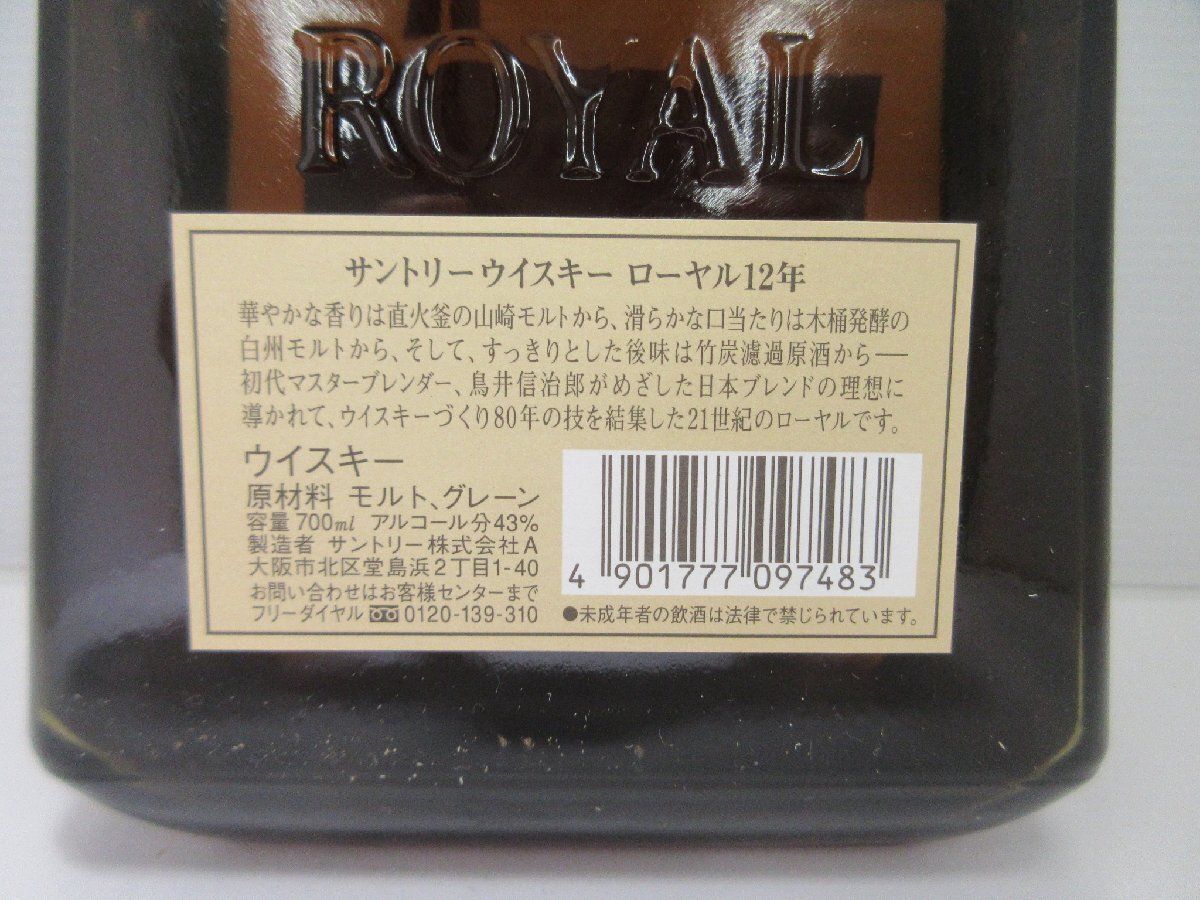 ROYAL
サントリーウイスキー ローヤル12年
華やかな香りは直火釜の山崎モルトから、滑らかな口当たりは木桶発酵の
白州モルトから、そして、すっきりとした後味は竹炭濾過原酒から——
初代マスターブレンダー、鳥井信治郎がめざした日本ブレンドの理想に
導かれて、ウイスキーづくり80年の技を結集した21世紀のローヤルです。
ウイスキー
原材料 モルト、グレーン
容量 700ml アルコール分43%
製造者 サントリー株式会社A
大阪市北区堂島浜2丁目1-40
お問い合わせはお客様センターまで
フリーダイヤル 0120-139-310
4 901777 097483
●未成年者の飲酒は法律で禁じられています。